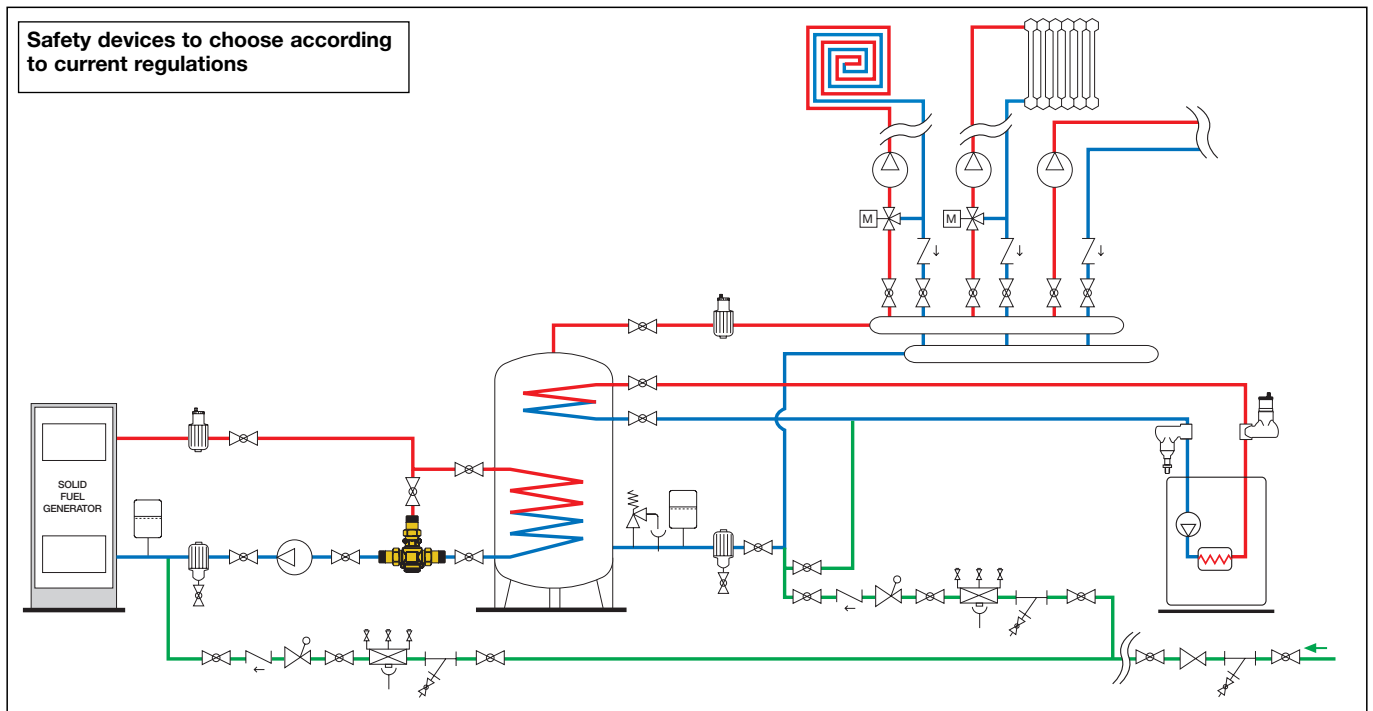 Safety devices to choose according
to current regulations
M
M
SOLID
FUEL
GENERATOR